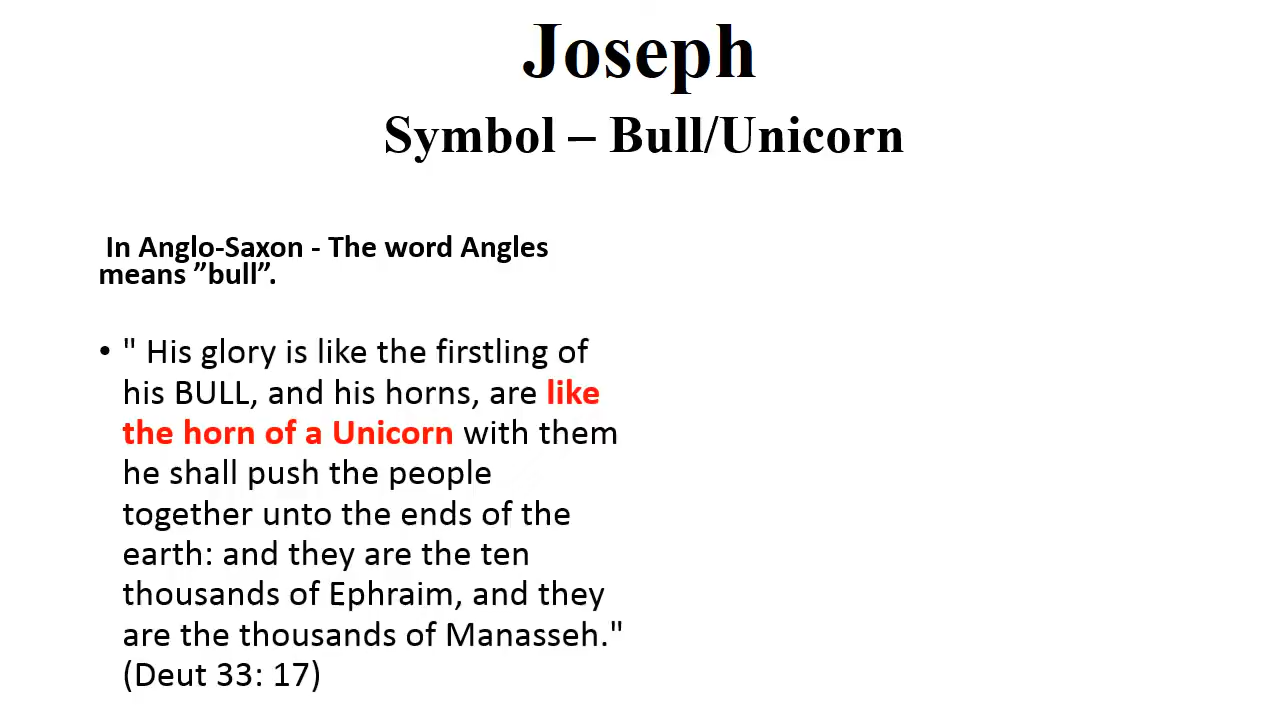 Joseph
Symbol – Bull/Unicorn
In Anglo-Saxon - The word Angles
means ”bull”.
• " His glory is like the firstling of
his BULL, and his horns, are like
the horn of a Unicorn with them
he shall push the people
together unto the ends of the
earth: and they are the ten
thousands of Ephraim, and they
are the thousands of Manasseh."
(Deut 33: 17)